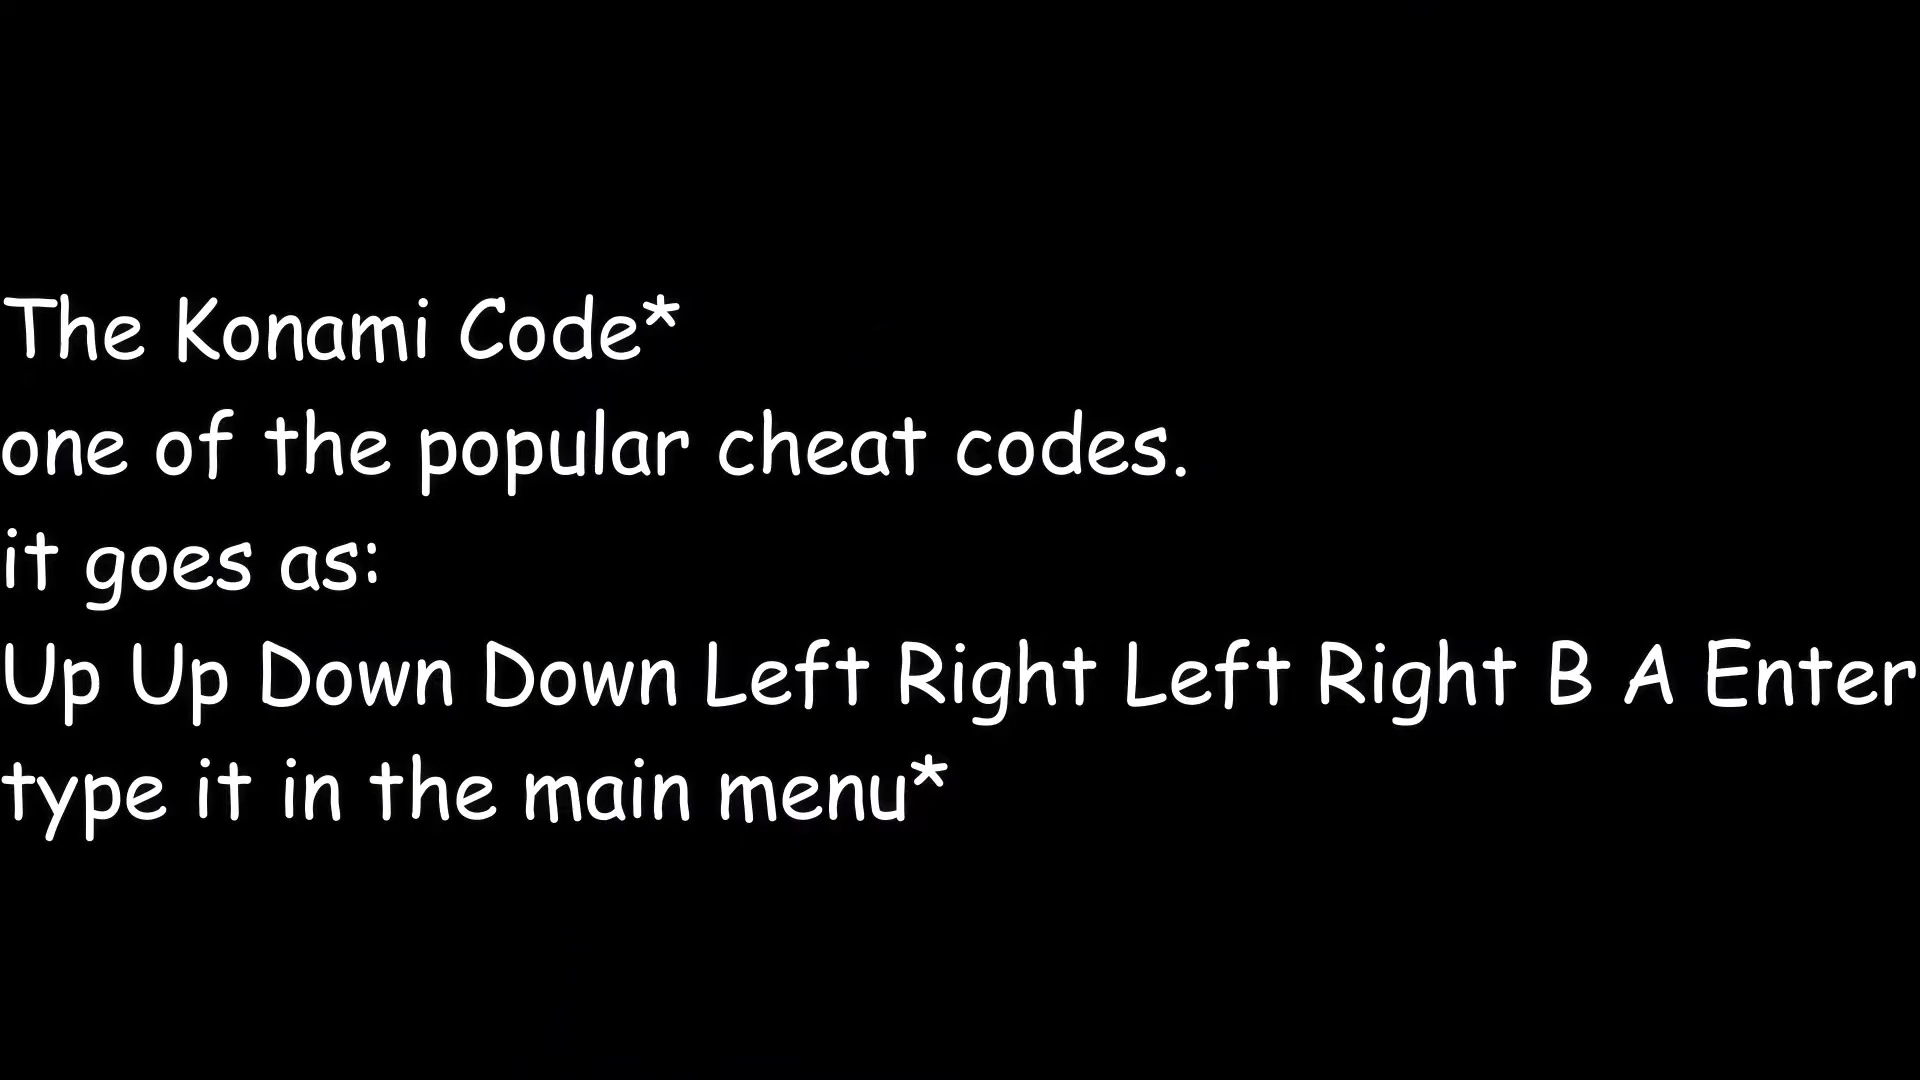 The Konami Code*
one of the popular cheat codes.
it goes as:
Up Up Down Down Left Right Left Right B A Enter
type it in the main menu*